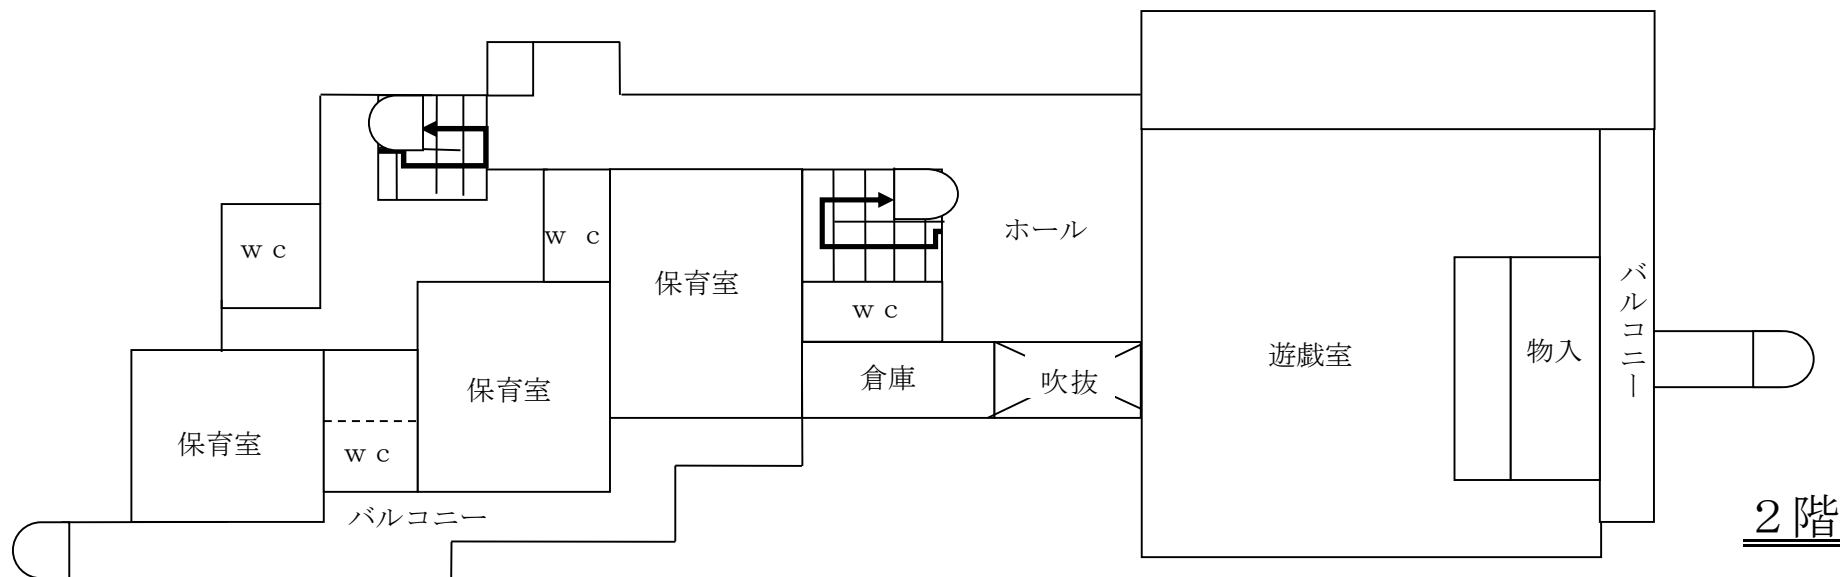 ｗｃ
ｗ ｃ
保育室
ホール
ｗｃ
保育室
保育室
ｗｃ
倉庫
吹抜
遊戯室
物入
バルコニー
バルコニー
２階